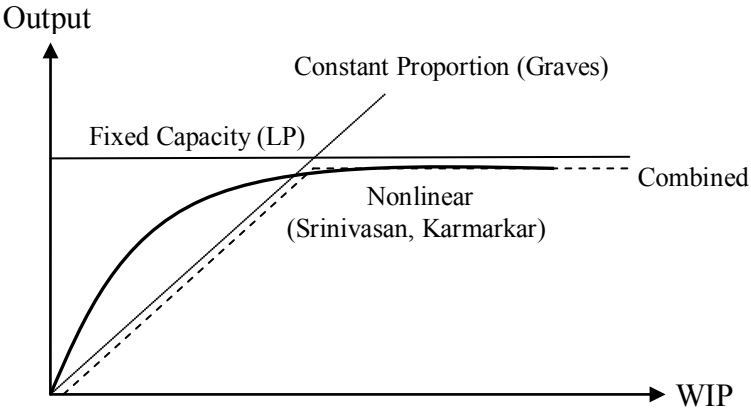 Output
Constant Proportion (Graves)
Fixed Capacity (LP)
Combined
Nonlinear
(Srinivasan, Karmarkar)
WIP